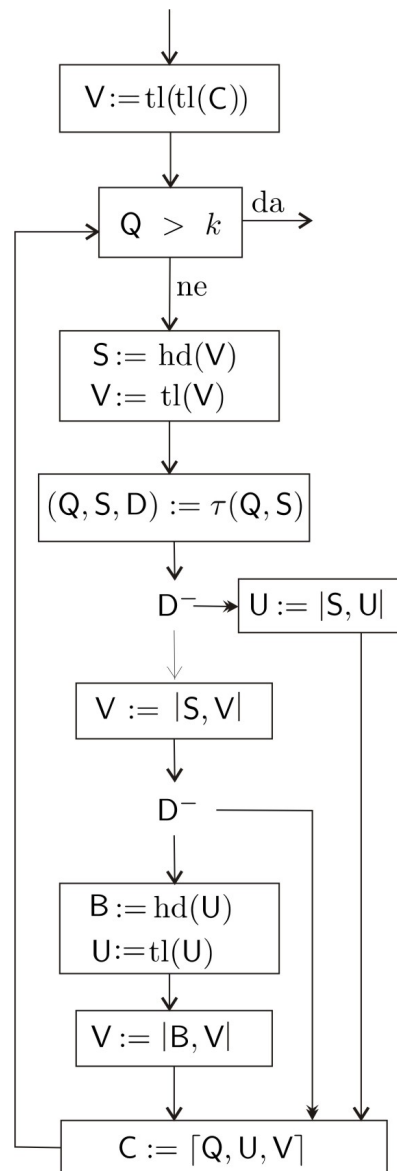 V:=tl(tl(C))
Q > k
da
ne
S:= hd(V)
V:= tl(V)
(Q, S, D) := τ(Q, S)
D⁻
U := |S, U|
V := |S, V|
D⁻
B:= hd(U)
U:=tl(U)
V := |B, V|
C := ⌈Q, U, V⌉